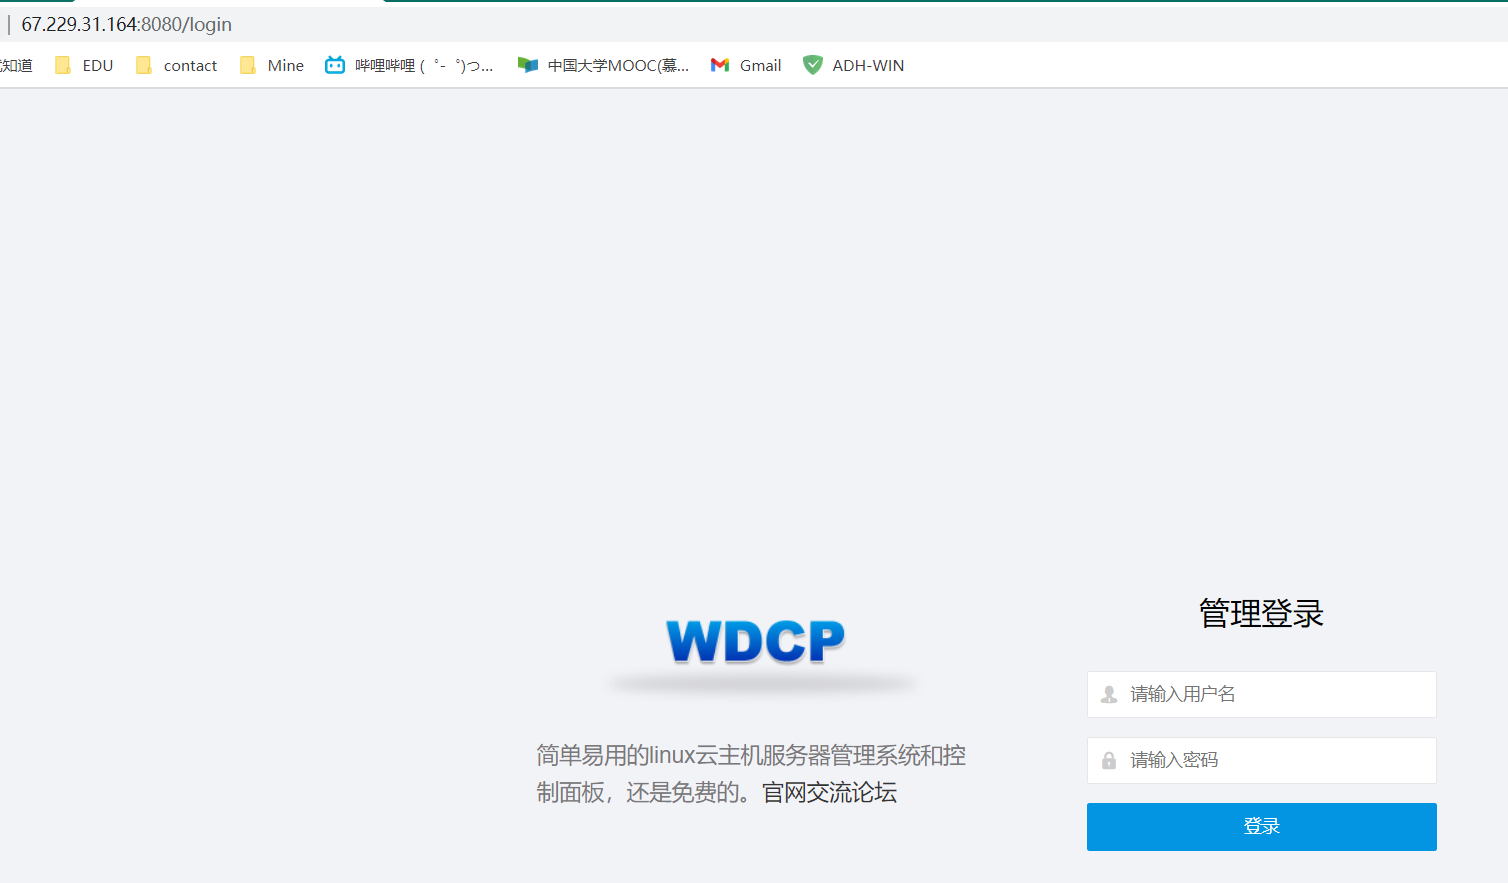 67.229.31.164:8080/login
知道 EDU contact Mine 哔哩哔哩 (゜-゜)つ... 中国大学MOOC(慕... Gmail ADH-WIN
管理登录
WDCP
请输入用户名
简单易用的linux云主机服务器管理系统和控
制面板，还是免费的。官网交流论坛
请输入密码
登录